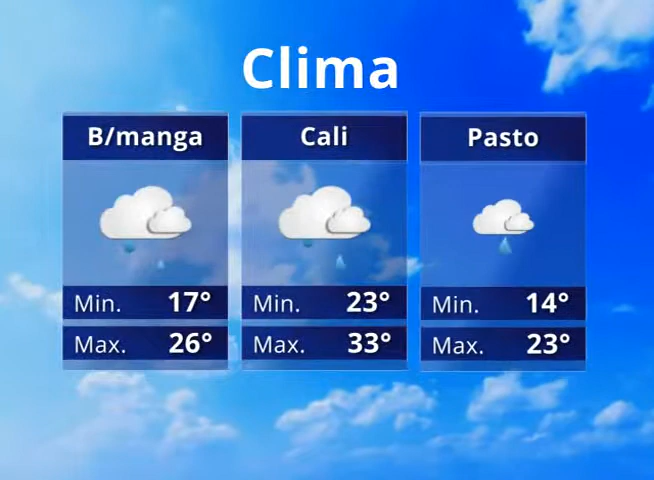 Clima
B/manga
Min. 17°
Max. 26°
Cali
Min. 23°
Max. 33°
Pasto
Min. 14°
Max. 23°